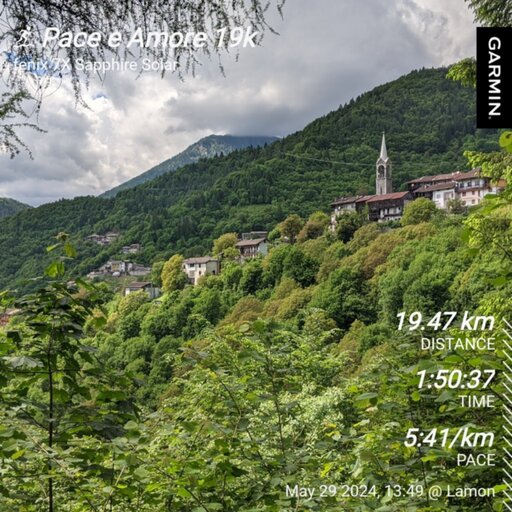 Pace e Amore 19k
fenix 7X Sapphire Solar
GARMIN.
19.47 km
DISTANCE
1:50:37
TIME
5:41/km
PACE
May 29 2024, 13:49 @ Lamon